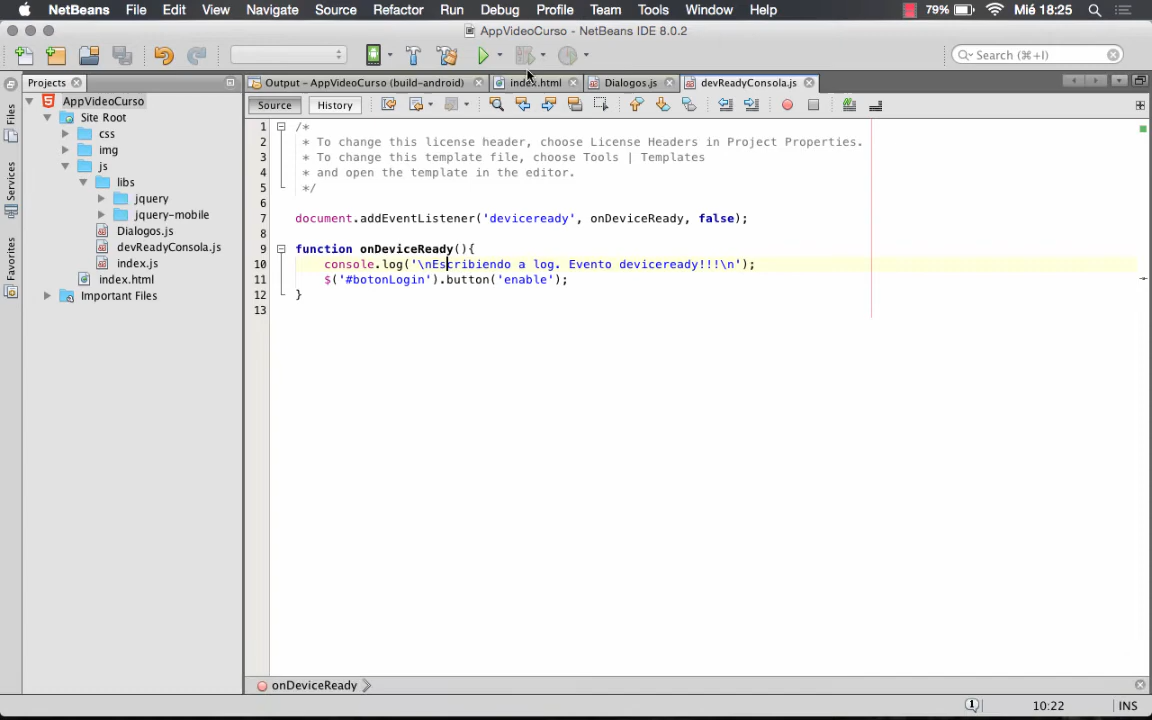 NetBeans File Edit View Navigate Source Refactor Run Debug Profile Team Tools Window Help 79% Mié 18:25
AppVideoCurso - NetBeans IDE 8.0.2
Search (⌘+I)
Files
Services
Projects
AppVideoCurso
Site Root
css
img
js
libs
jquery
jquery-mobile
Dialogos.js
devReadyConsola.js
index.js
index.html
Important Files
Output - AppVideoCurso (build-android) index.html Dialogos.js devReadyConsola.js
Source History
1 /*
2 * To change this license header, choose License Headers in Project Properties.
3 * To change this template file, choose Tools | Templates
4 * and open the template in the editor.
5 */
6
7 document.addEventListener('deviceready', onDeviceReady, false);
8
9 function onDeviceReady(){
10 console.log('\nEscribiendo a log. Evento deviceready!!!\n');
11 $('#botonLogin').button('enable');
12 }
13
onDeviceReady
1 10:22 INS